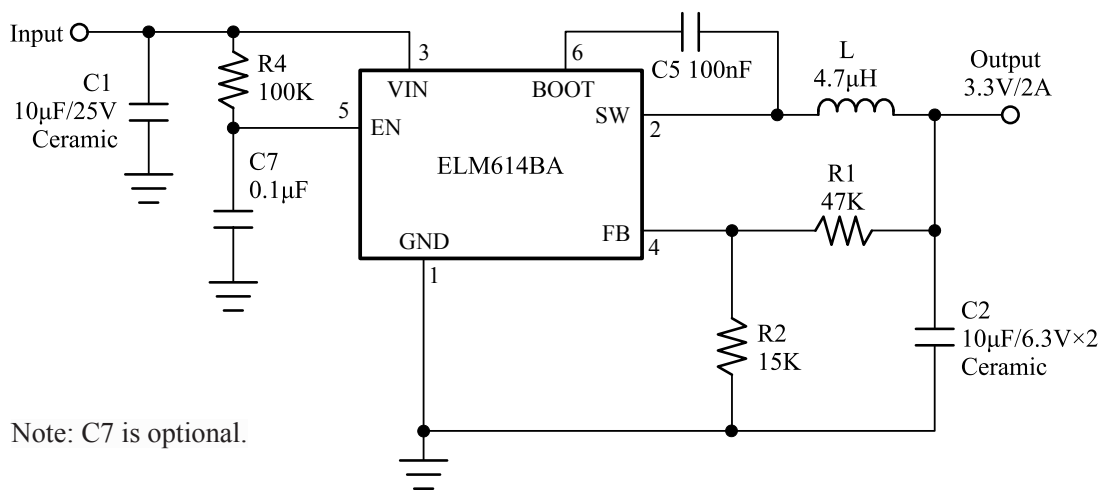 Input
C1
10μF/25V
Ceramic
R4
100K
5
C7
0.1μF
3
VIN
EN
6
BOOT
SW
2
ELM614BA
GND
1
FB
4
C5 100nF
L
4.7μH
Output
3.3V/2A
R1
47K
R2
15K
C2
10μF/6.3V×2
Ceramic
Note: C7 is optional.